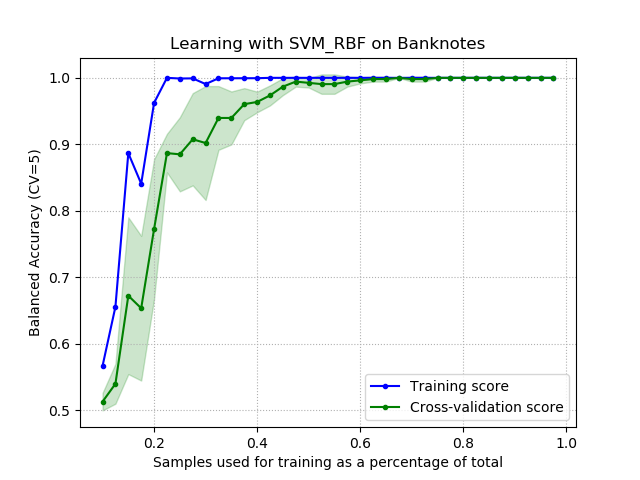 Learning with SVM_RBF on Banknotes
Balanced Accuracy (CV=5)
1.0
0.9
0.8
0.7
0.6
0.5
Training score
Cross-validation score
0.2 0.4 0.6 0.8 1.0
Samples used for training as a percentage of total